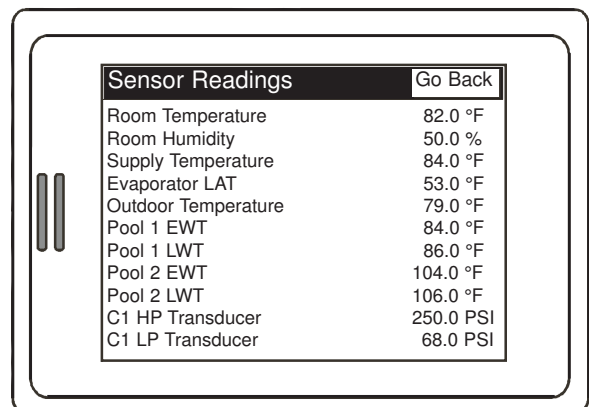 Sensor Readings Go Back
Room Temperature 82.0 °F
Room Humidity 50.0 %
Supply Temperature 84.0 °F
Evaporator LAT 53.0 °F
Outdoor Temperature 79.0 °F
Pool 1 EWT 84.0 °F
Pool 1 LWT 86.0 °F
Pool 2 EWT 104.0 °F
Pool 2 LWT 106.0 °F
C1 HP Transducer 250.0 PSI
C1 LP Transducer 68.0 PSI